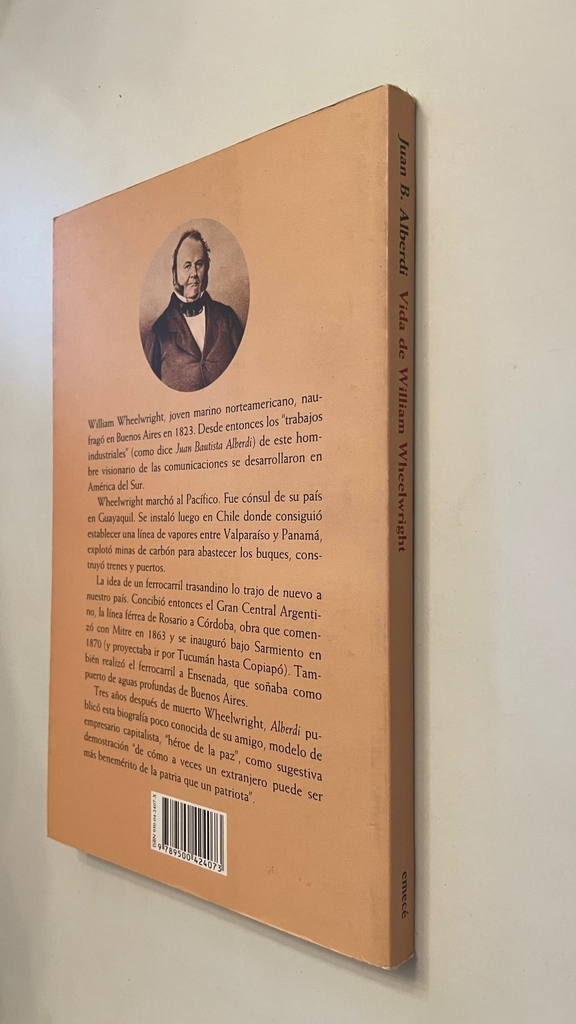 William Wheelwright, joven marino norteamericano, nau-
fragó en Buenos Aires en 1823. Desde entonces los "trabajos
industriales" (como dice Juan Bautista Alberdi) de este hom-
bre visionario de las comunicaciones se desarrollaron en
América del Sur.
Wheelwright marchó al Pacífico. Fue cónsul de su país
en Guayaquil. Se instaló luego en Chile donde consiguió
establecer una línea de vapores entre Valparaíso y Panamá,
explotó minas de carbón para abastecer los buques, cons-
truyó trenes y puertos.
La idea de un ferrocarril trasandino lo trajo de nuevo a
nuestro país. Concibió entonces el Gran Central Argenti-
no, la línea férrea de Rosario a Córdoba, obra que comen-
zó con Mitre en 1863 y se inauguró bajo Sarmiento en
1870 (y proyectaba ir por Tucumán hasta Copiapó). Tam-
bién realizó el ferrocarril a Ensenada, que soñaba como
puerto de aguas profundas de Buenos Aires.
Tres años después de muerto Wheelwright, Alberdi pu-
blicó esta biografía poco conocida de su amigo, modelo de
empresario capitalista, "héroe de la paz", como sugestiva
demostración "de cómo a veces un extranjero puede ser
más benemérito de la patria que un patriota".
9 789500 424073
Juan B. Alberdi Vida de William Wheelwright
emecé